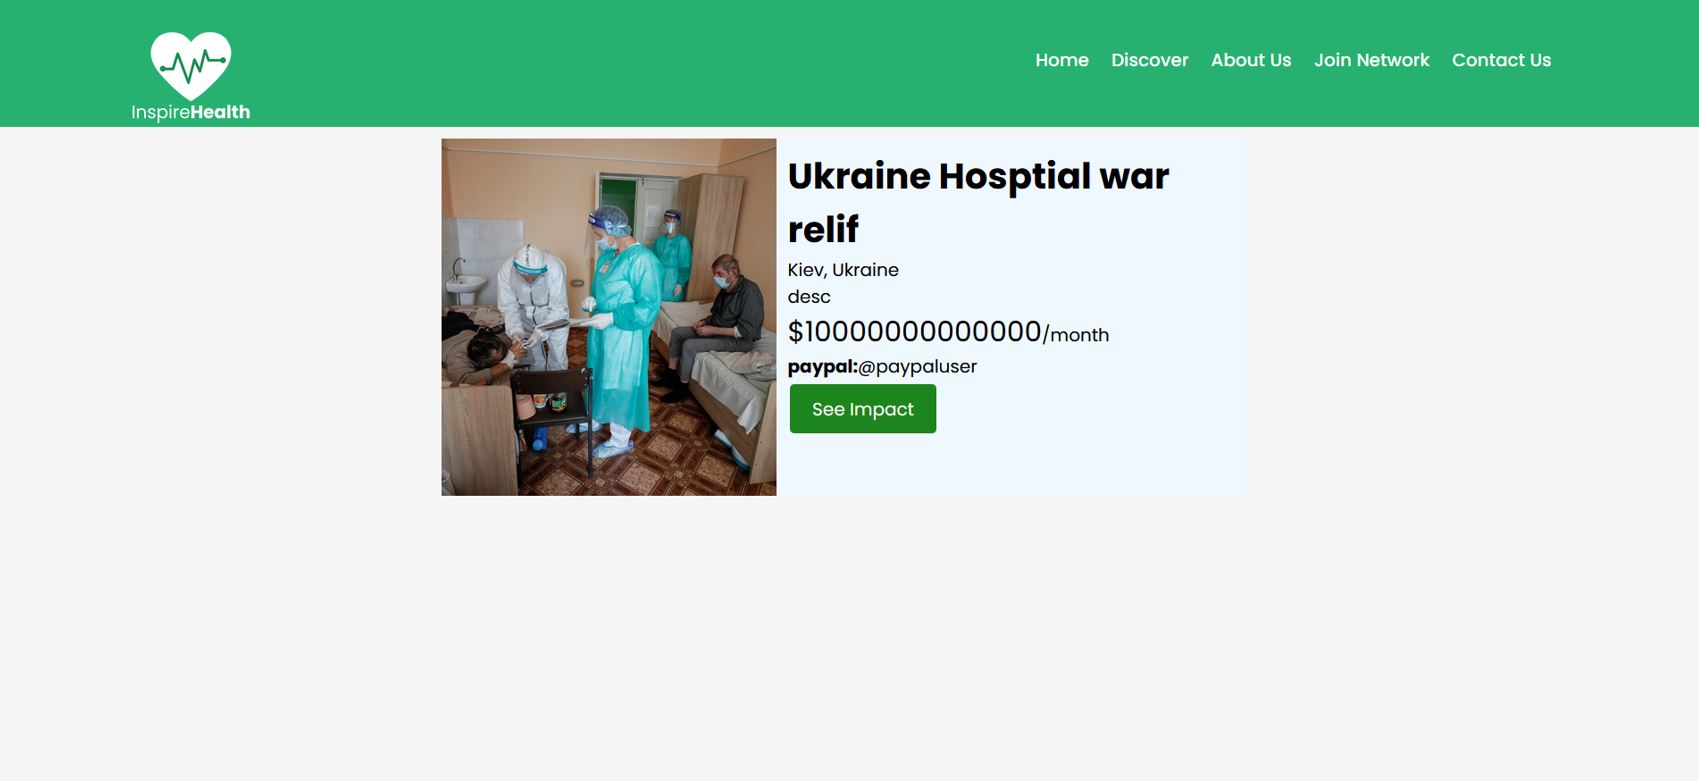 InspireHealth
Home Discover About Us Join Network Contact Us
Ukraine Hosptial war
relif
Kiev, Ukraine
desc
$10000000000000/month
paypal:@paypaluser
See Impact